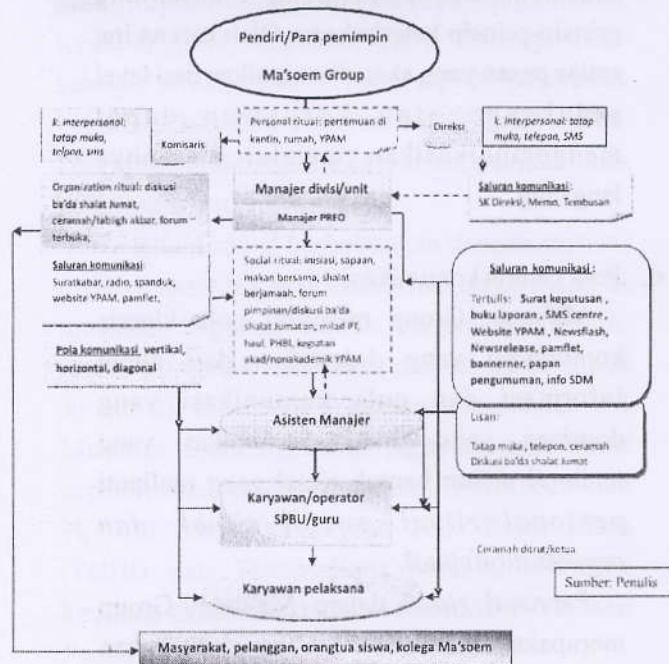 Pendiri/Para pemimpin
Ma'soem Group
k. interpersonal:
tatap muka,
telpon, sms
Komisaris
Personal ritual: pertemuan di
kantin, rumah, YPAM
Direksi
k. interpersonal: tatap
muka, telepon, SMS
Organization ritual: diskusi
ba'da shalat Jumat,
ceramah/tabligh akbar, forum
terbuka,
Saluran komunikasi:
Suratkabar, radio, spanduk,
website YPAM, pamflet,
Pola komunikasi vertikal,
horizontal, diagonal
Manajer divisi/unit
Manajer PREO
Social ritual: inisiasi, sapaan,
makan bersama, shalat
berjamaah, forum
pimpinan/diskusi ba'da
shalat Jumatan, milad PT,
haul, PHBI, kegiatan
akad/nonakademik YPAM
Saluran komunikasi:
SK Direksi, Memo, Tembusan
Saluran komunikasi :
Tertulis: Surat keputusan ,
buku laporan , SMS centre ,
Website YPAM , Newsflash,
Newsrelease, pamflet,
bannerner, papan
pengumuman, info SDM
Lisan:
Tatap muka, telepon, ceramah
Diskusi ba'da shalat Jumat
Asisten Manajer
Karyawan/operator
SPBU/guru
Karyawan pelaksana
Ceramah dirut/ketua
Sumber: Penulis
Masyarakat, pelanggan, orangtua siswa, kolega Ma'soem